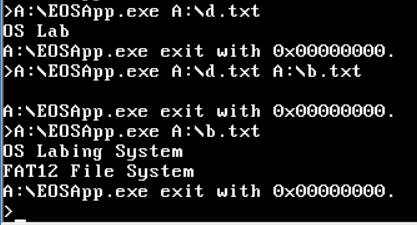 >A:\EOSApp.exe A:\d.txt
OS Lab
A:\EOSApp.exe exit with 0x00000000.
>A:\EOSApp.exe A:\d.txt A:\b.txt
A:\EOSApp.exe exit with 0x00000000.
>A:\EOSApp.exe A:\b.txt
OS Labing System
FAT12 File System
A:\EOSApp.exe exit with 0x00000000.
>_